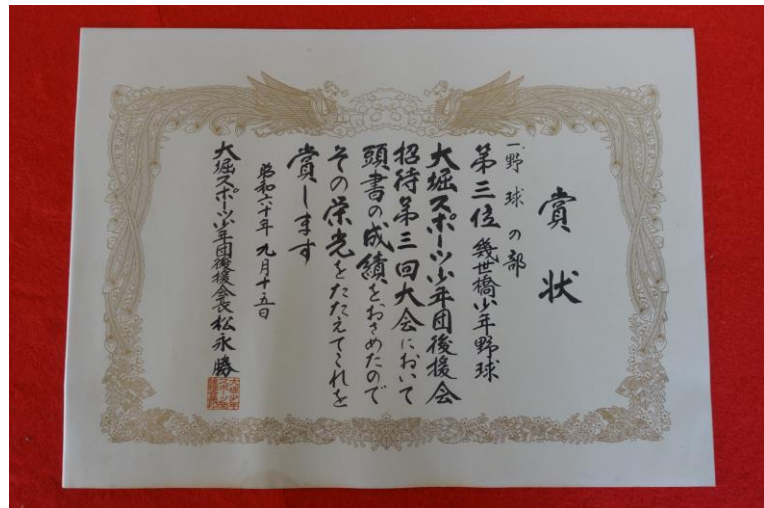 賞状
一、野球の部
第三位 幾世橋少年野球
大堀スポーツ少年団後援会
招待第三回大会において
頭書の成績をおさめたので
その栄光をたたえてこれを
賞します
昭和六十年九月十五日
大堀スポーツ少年団後援会長 松永勝